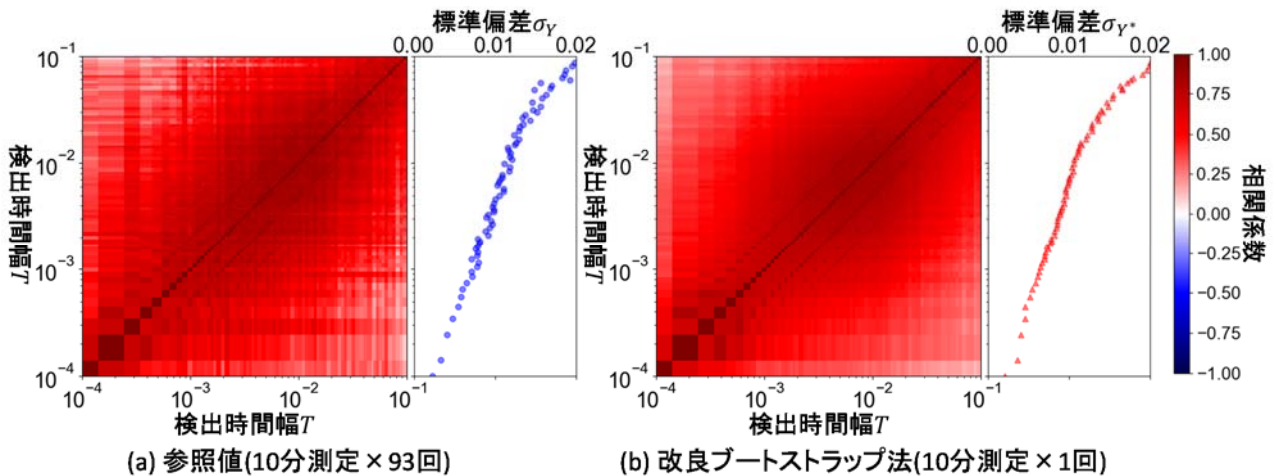 標準偏差σY
0.00 0.01 0.02
10⁻¹
10⁻²
10⁻³
10⁻⁴
検出時間幅T
10⁻⁴ 10⁻³ 10⁻² 10⁻¹
検出時間幅T
(a) 参照値(10分測定×93回)
標準偏差σY*
0.00 0.01 0.02
10⁻¹
10⁻²
10⁻³
10⁻⁴
検出時間幅T
10⁻⁴ 10⁻³ 10⁻² 10⁻¹
検出時間幅T
(b) 改良ブートストラップ法(10分測定×1回)
1.00
0.75
0.50
0.25
0.00
−0.25
−0.50
−0.75
−1.00
相関係数